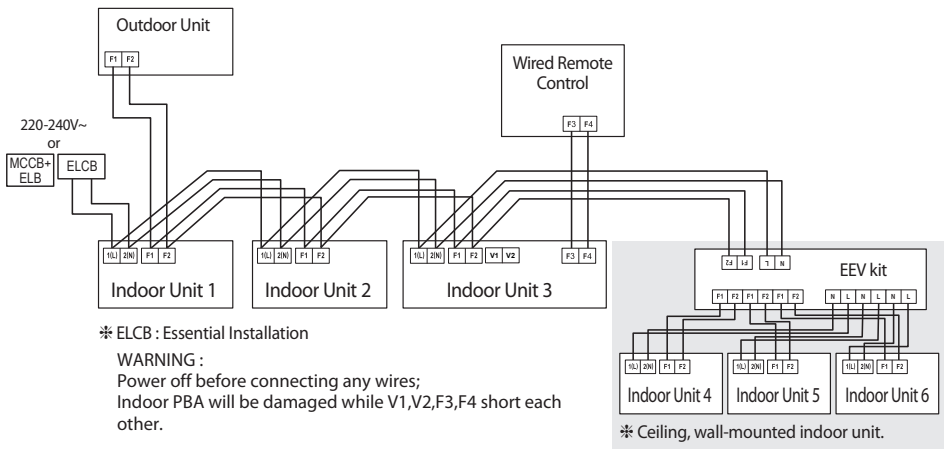 Outdoor Unit
F1 F2
Wired Remote
Control
F3 F4
220-240V~
or
MCCB+
ELB
ELCB
1(L) 2(N) F1 F2
Indoor Unit 1
1(L) 2(N) F1 F2
Indoor Unit 2
1(L) 2(N) F1 F2 V1 V2 F3 F4
Indoor Unit 3
F2 F1 L N
EEV kit
F1 F2 F1 F2 F1 F2 N L N L N L
1(L) 2(N) F1 F2
Indoor Unit 4
1(L) 2(N) F1 F2
Indoor Unit 5
1(L) 2(N) F1 F2
Indoor Unit 6
❈ Ceiling, wall-mounted indoor unit.
❈ ELCB : Essential Installation
WARNING :
Power off before connecting any wires;
Indoor PBA will be damaged while V1,V2,F3,F4 short each
other.